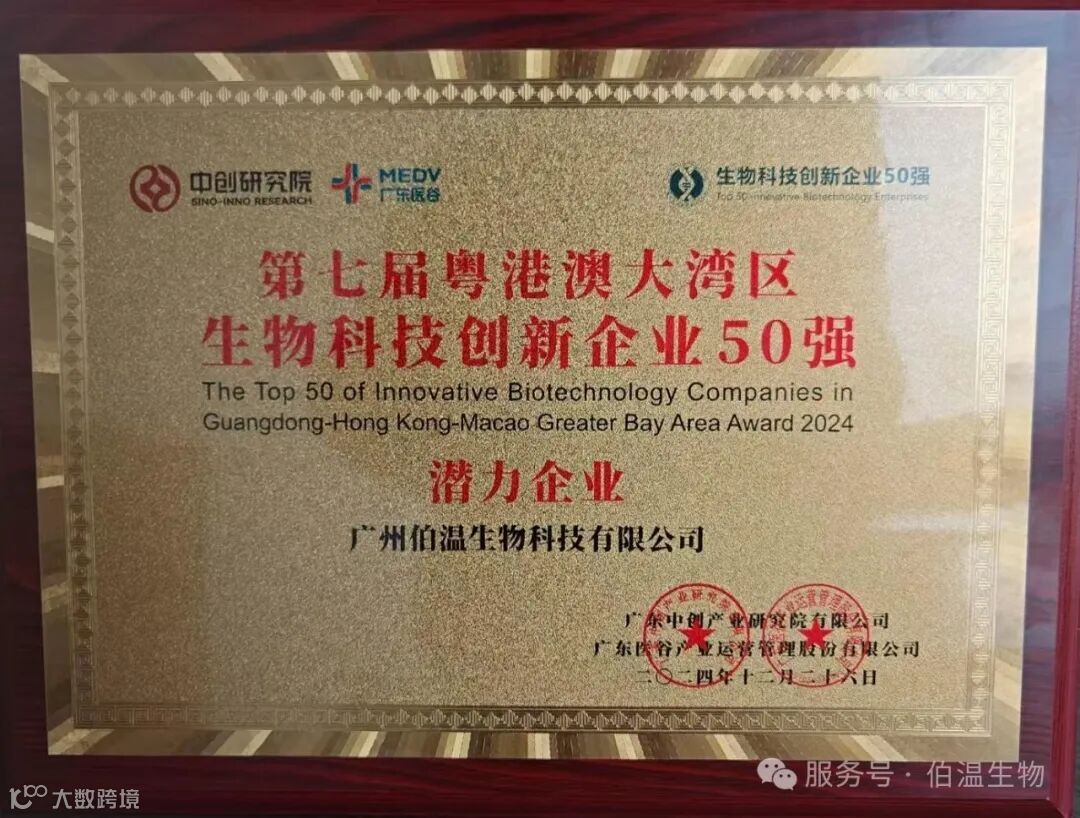 中创研究院
SINO-INNO RESEARCH
MEDV
广东医谷
生物科技创新企业50强
Top 50 Innovative Biotechnology Enterprises
第七届粤港澳大湾区
生物科技创新企业50强
The Top 50 of Innovative Biotechnology Companies in
Guangdong-Hong Kong-Macao Greater Bay Area Award 2024
潜力企业
广州伯温生物科技有限公司
广东中创产业研究院有限公司
广东医谷产业运营管理股份有限公司
二〇二四年十二月二十六日
服务号 · 伯温生物
大数跨境